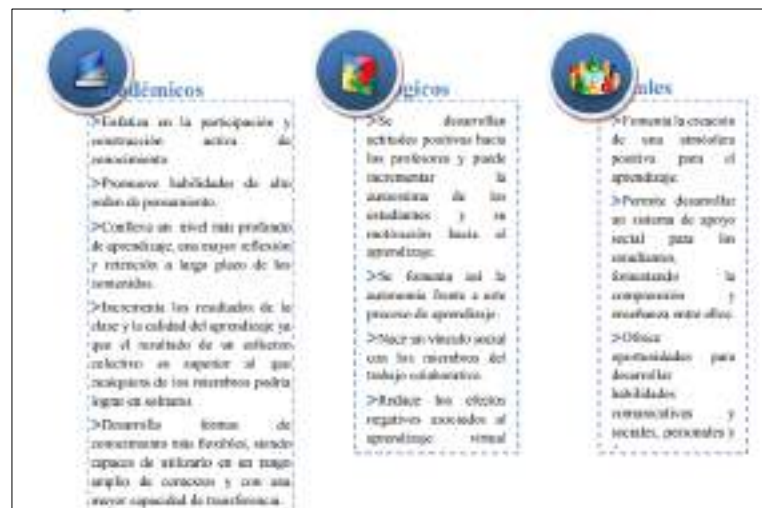 démicos
>Enfatiza en la participación y
construcción activa de
conocimiento
>Promueve habilidades de alto
orden de pensamiento.
>Conlleva un nivel más profundo
de aprendizaje, una mayor reflexión
y retención a largo plazo de los
contenidos.
>Incrementa los resultados de la
clase y la calidad del aprendizaje ya
que el resultado de un esfuerzo
colectivo es superior al que
cualquiera de los miembros podría
lograr en solitario.
>Desarrolla formas de
conocimiento más flexibles, siendo
capaces de utilizarlo en un rango
amplio de contextos y con una
mayor capacidad de transferencia.
gicos
>Se desarrollan
actitudes positivas hacia
los profesores y puede
incrementar la
autoestima de los
estudiantes y su
motivación hacia el
aprendizaje.
>Se fomenta así la
autonomía frente a este
proceso de aprendizaje
>Nace un vínculo social
con los miembros del
trabajo colaborativo.
>Reduce los efectos
negativos asociados al
aprendizaje virtual
ales
>Fomenta la creación
de una atmósfera
positiva para el
aprendizaje.
>Permite desarrollar
un sistema de apoyo
social para los
estudiantes,
fomentando la
comprensión y
enseñanza entre ellos.
>Ofrece
oportunidades para
desarrollar
habilidades
comunicativas y
sociales, personales y